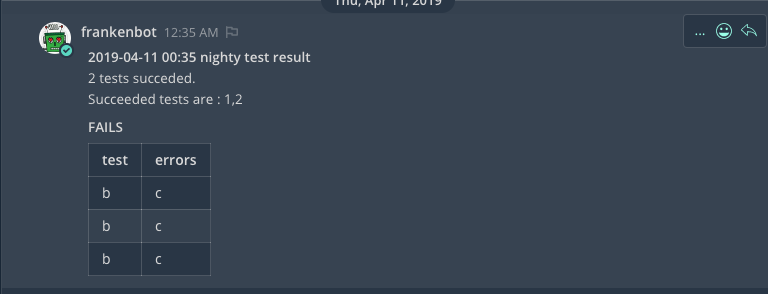 Thu, Apr 11, 2019
frankenbot 12:35 AM
2019-04-11 00:35 nighty test result
2 tests succeded.
Succeeded tests are : 1,2
FAILS
test errors
b c
b c
b c